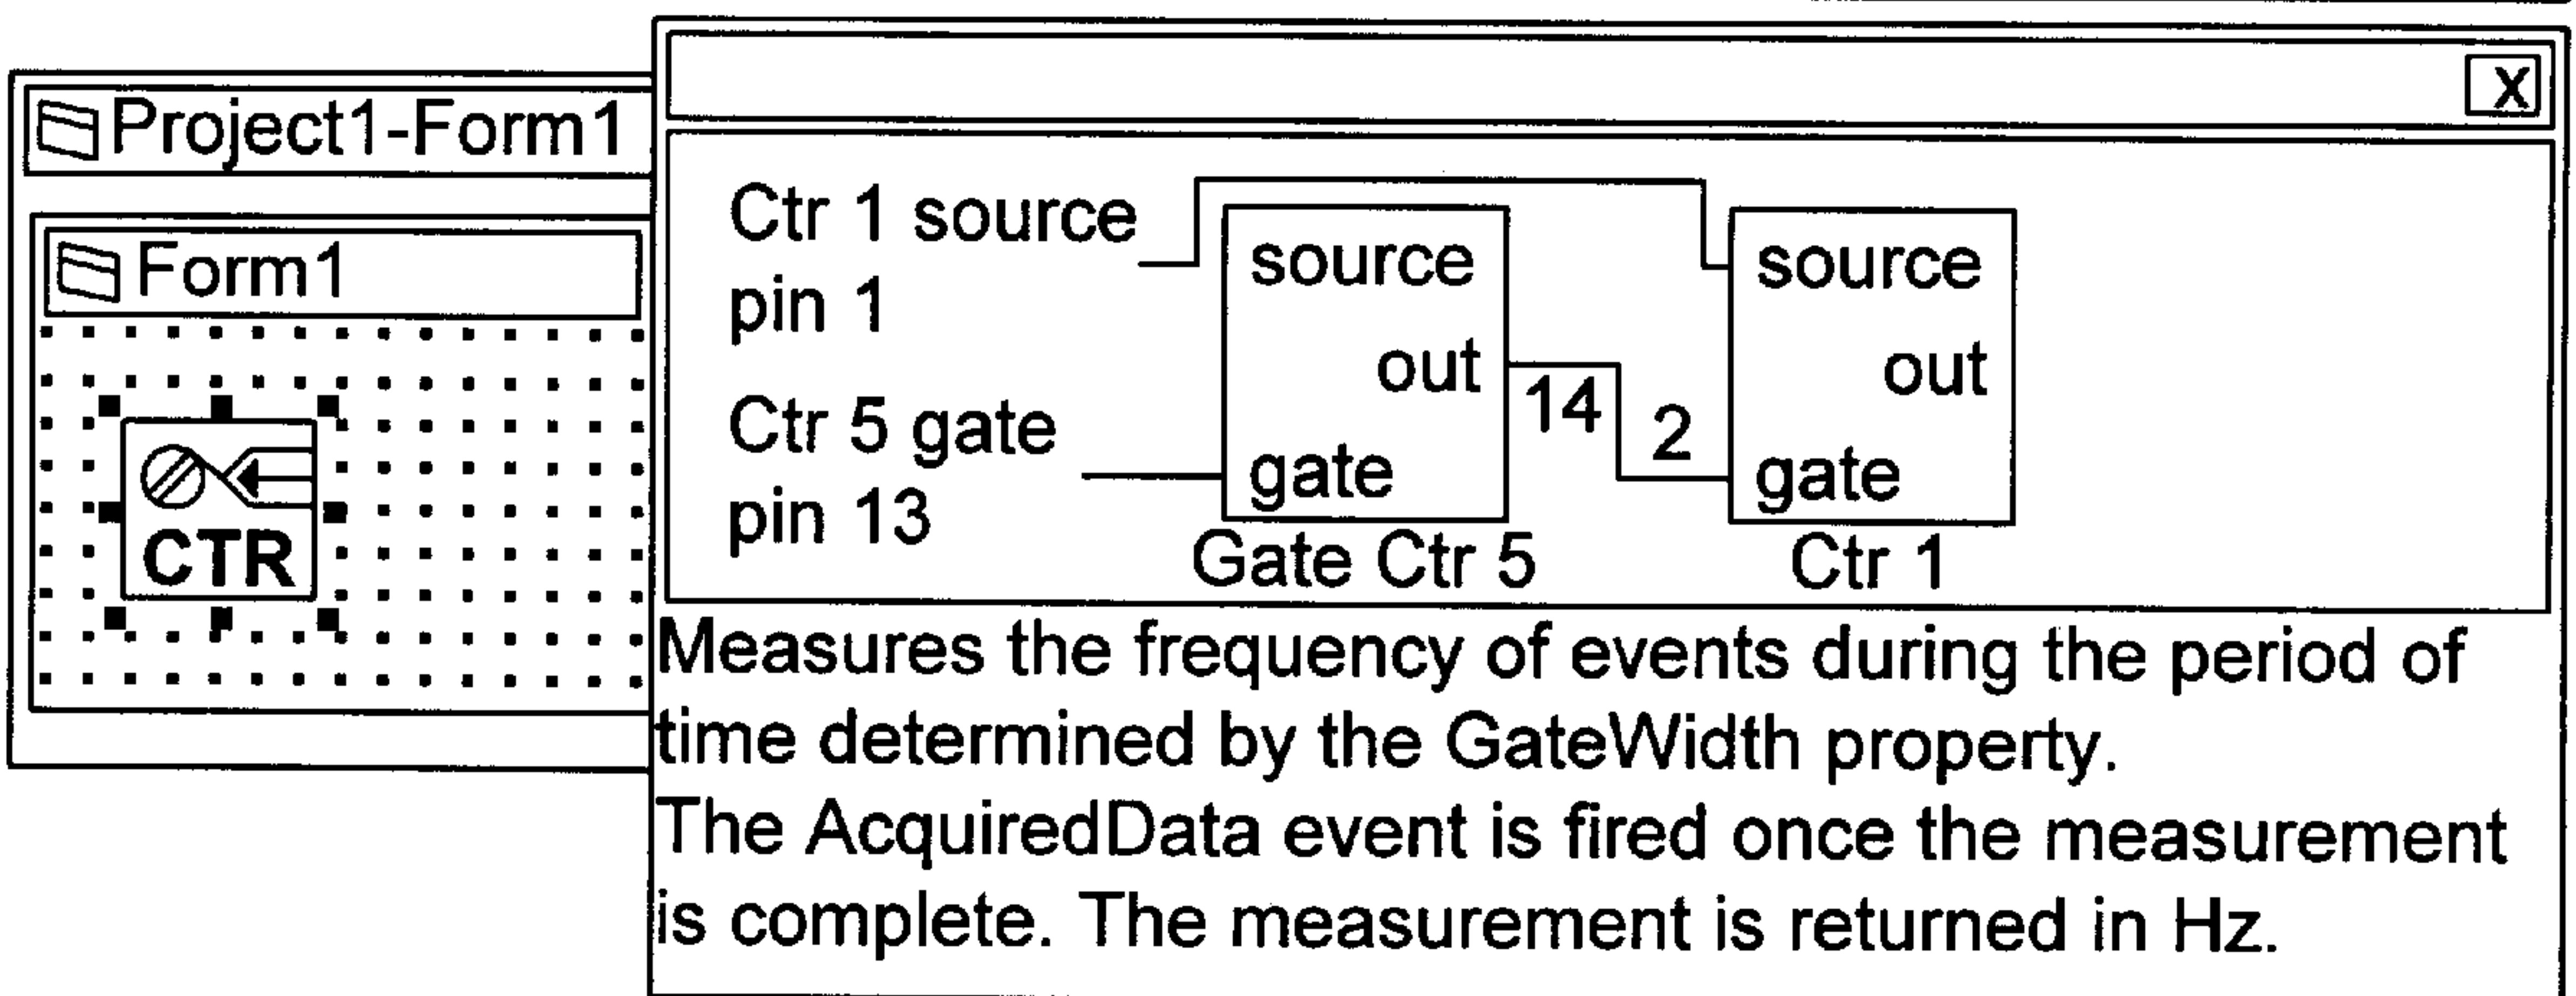 X
Project1-Form1
Form1
CTR
Ctr 1 source
pin 1
Ctr 5 gate
pin 13
source
out
gate
Gate Ctr 5
14
2
source
out
gate
Ctr 1
Measures the frequency of events during the period of
time determined by the GateWidth property.
The AcquiredData event is fired once the measurement
is complete. The measurement is returned in Hz.